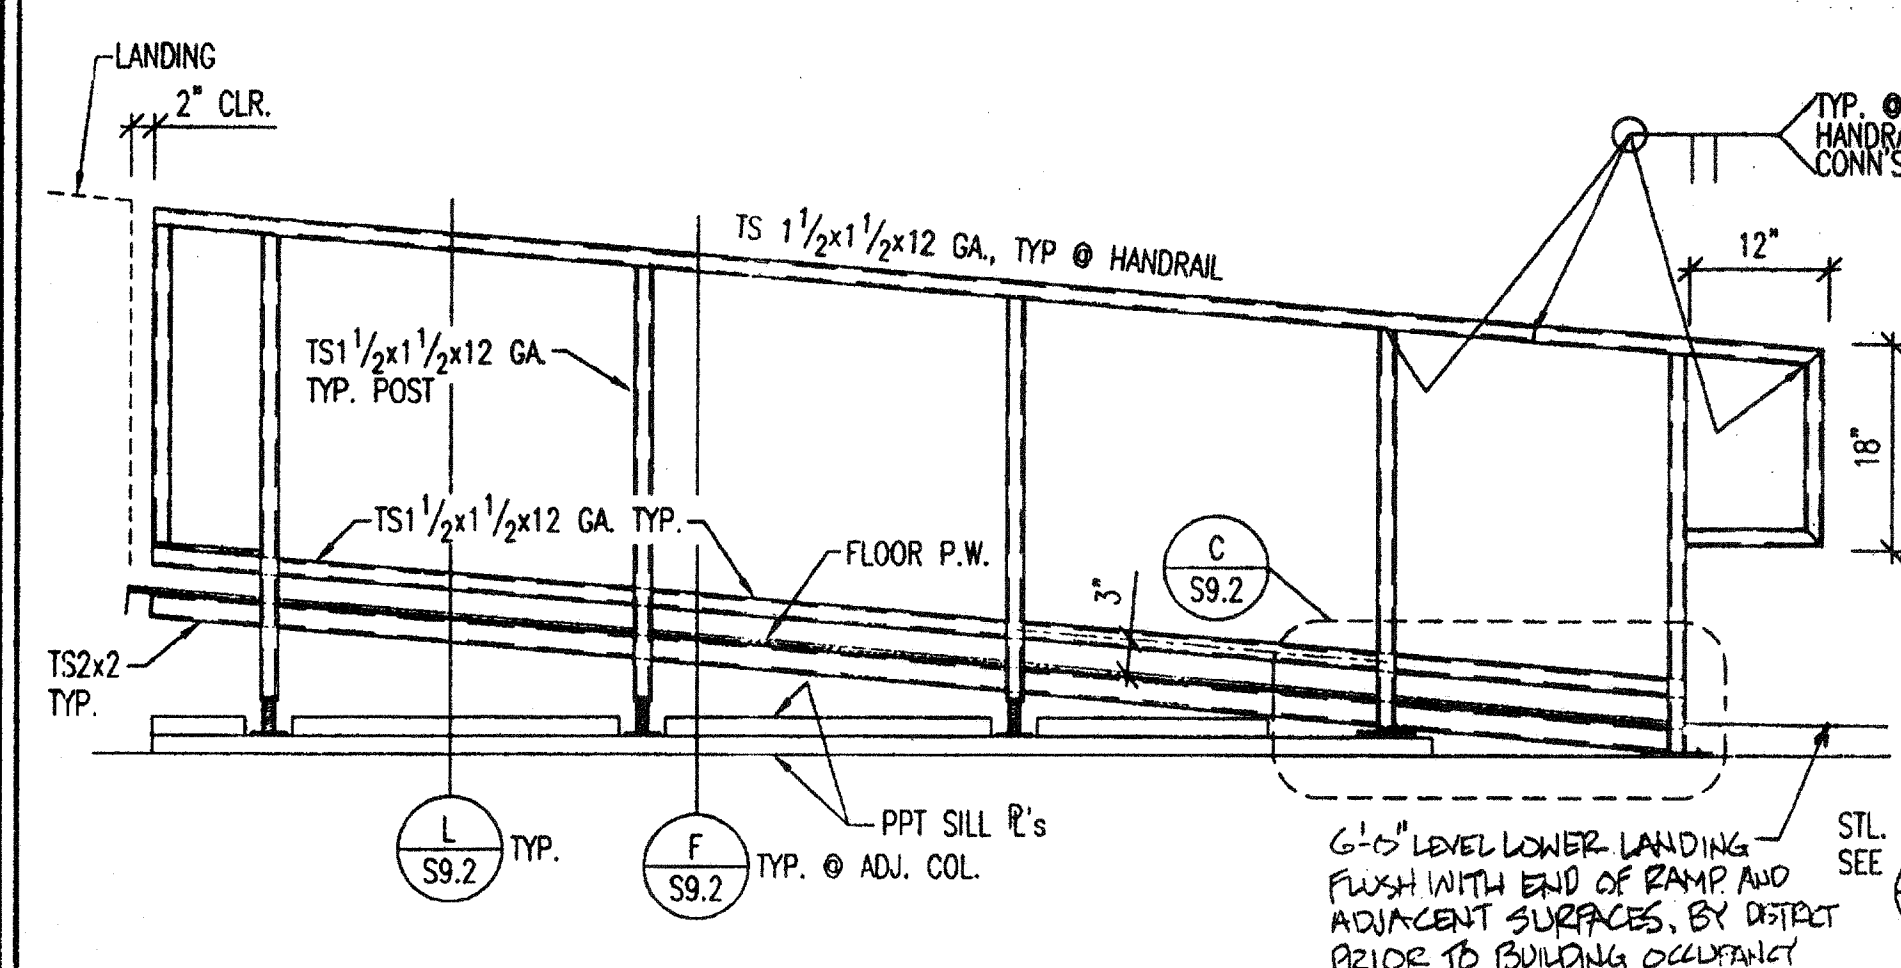 LANDING
2" CLR.
TYP. @
HANDRA
CONN'S
TS 1 1/2x1 1/2x12 GA., TYP @ HANDRAIL
12"
TS1 1/2x1 1/2x12 GA.
TYP. POST
18"
TS1 1/2x1 1/2x12 GA. TYP.
FLOOR P.W.
C
S9.2
3"
TS2x2
TYP.
PPT SILL PL's
L
S9.2
TYP.
F
S9.2
TYP. @ ADJ. COL.
6'-0" LEVEL LOWER LANDING
FLUSH WITH END OF RAMP AND
ADJACENT SURFACES, BY DISTRICT
PRIOR TO BUILDING OCCUPANCY
STL.
SEE